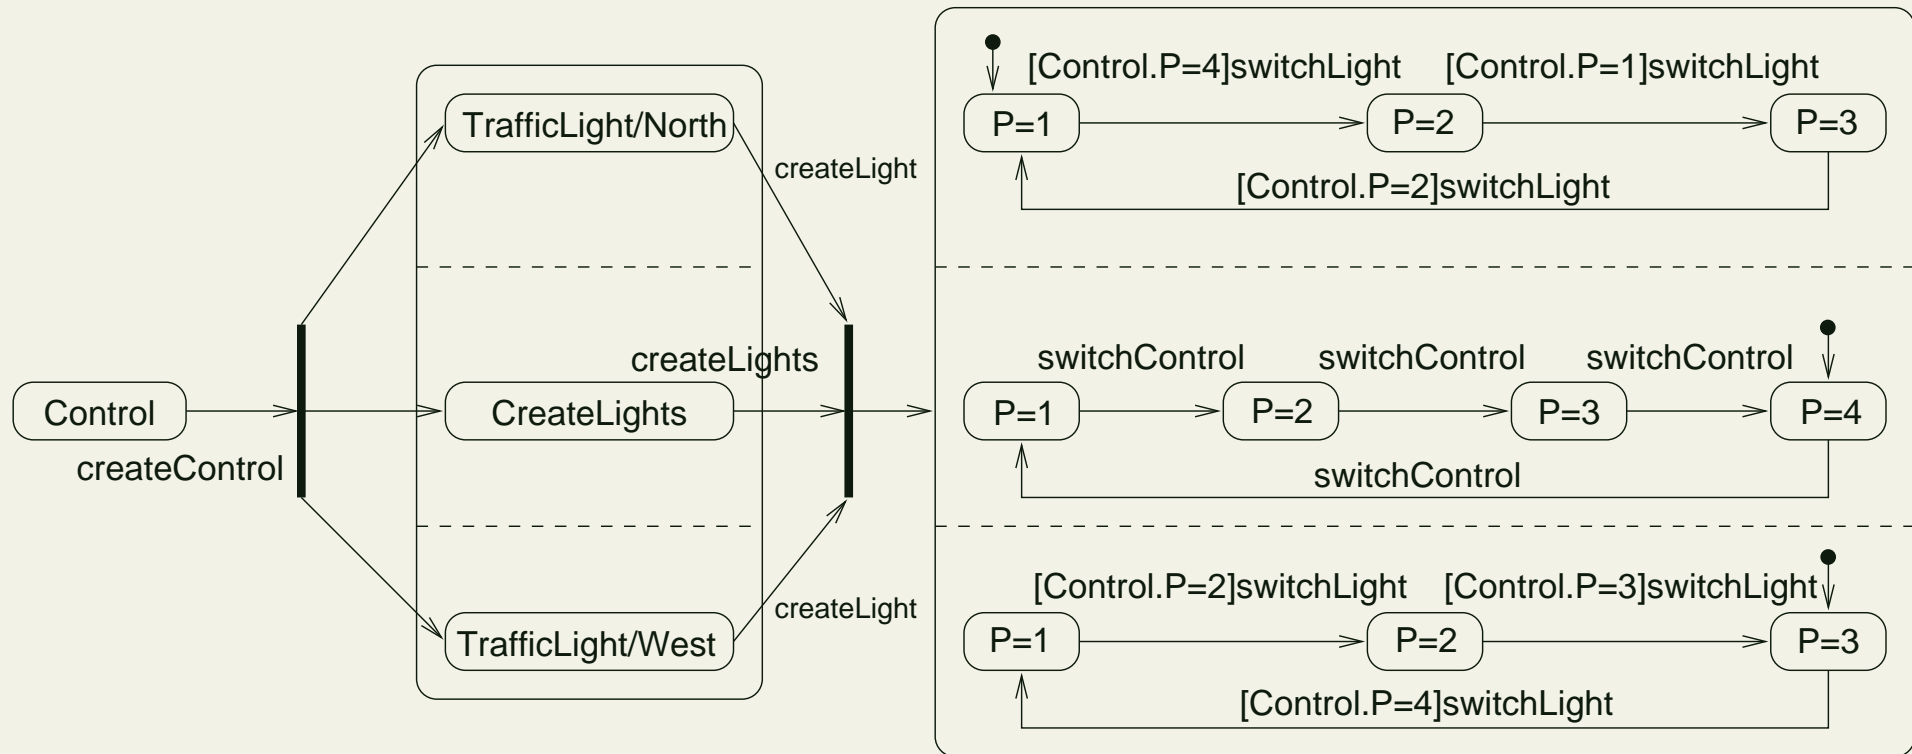 TrafficLight/North
createLight
createLights
Control
CreateLights
createControl
createLight
TrafficLight/West
[Control.P=4]switchLight
[Control.P=1]switchLight
P=1
P=2
P=3
[Control.P=2]switchLight
switchControl
switchControl
switchControl
P=1
P=2
P=3
P=4
switchControl
[Control.P=2]switchLight
[Control.P=3]switchLight
P=1
P=2
P=3
[Control.P=4]switchLight